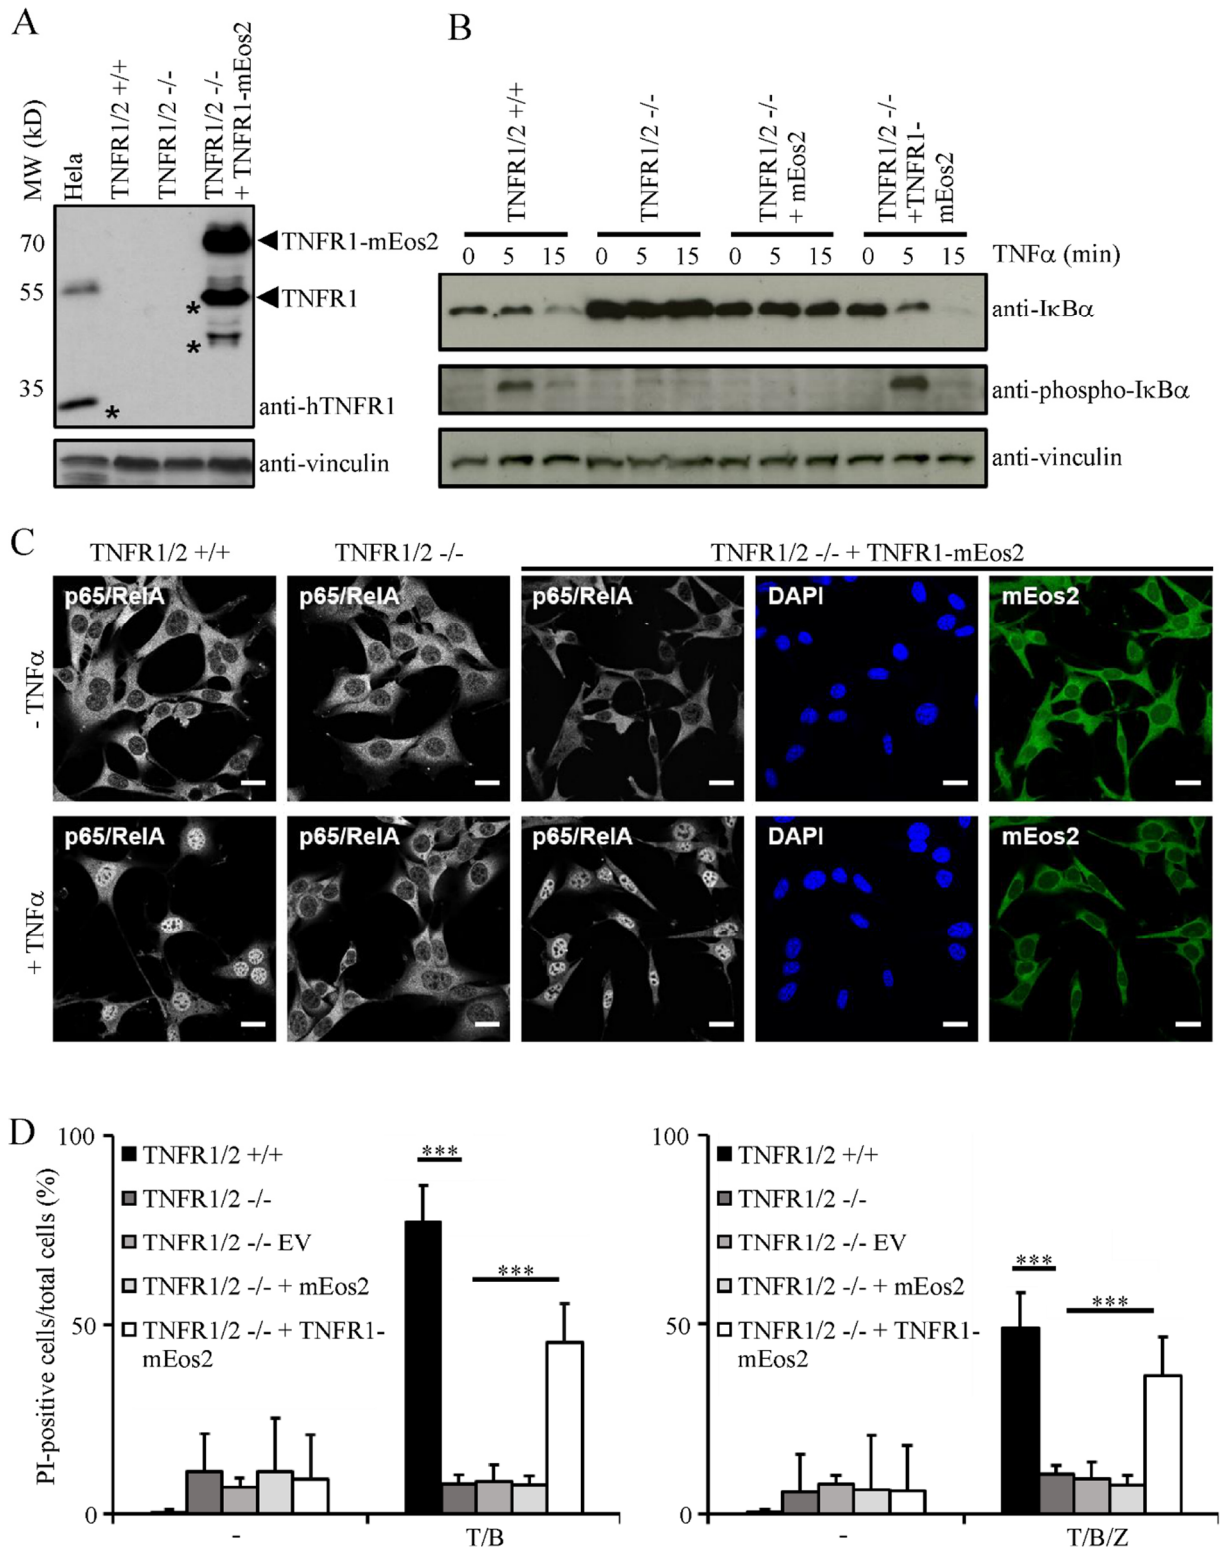 A
MW (kD)
Hela
TNFR1/2 +/+
TNFR1/2 -/-
TNFR1/2 -/-
+ TNFR1-mEos2
70
55
35
TNFR1-mEos2
TNFR1
*
*
*
anti-hTNFR1
anti-vinculin
B
TNFR1/2 +/+
TNFR1/2 -/-
TNFR1/2 -/-
+ mEos2
TNFR1/2 -/-
+TNFR1-
mEos2
0 5 15 0 5 15 0 5 15 0 5 15 TNFα (min)
anti-IκBα
anti-phospho-IκBα
anti-vinculin
C
TNFR1/2 +/+ TNFR1/2 -/- TNFR1/2 -/- + TNFR1-mEos2
- TNFα
p65/RelA p65/RelA p65/RelA DAPI mEos2
+ TNFα
p65/RelA p65/RelA p65/RelA DAPI mEos2
D
PI-positive cells/total cells (%)
100
50
0
TNFR1/2 +/+
TNFR1/2 -/-
TNFR1/2 -/- EV
TNFR1/2 -/- + mEos2
TNFR1/2 -/- + TNFR1-
mEos2
***
***
- T/B
100
50
0
TNFR1/2 +/+
TNFR1/2 -/-
TNFR1/2 -/- EV
TNFR1/2 -/- + mEos2
TNFR1/2 -/- + TNFR1-
mEos2
***
***
- T/B/Z